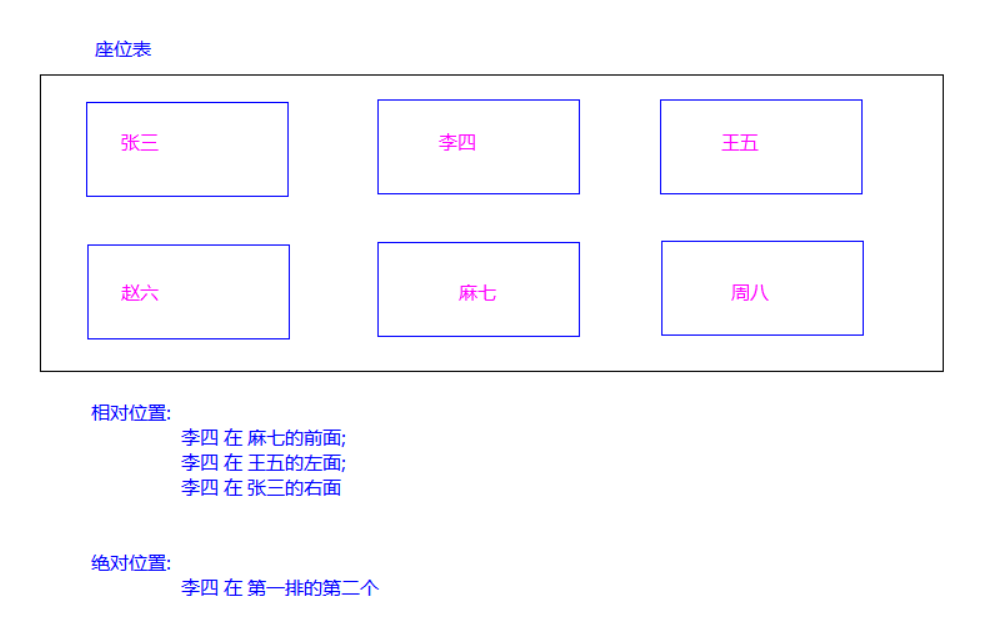 座位表
张三 李四 王五
赵六 麻七 周八
相对位置:
李四 在 麻七的前面;
李四 在 王五的左面;
李四 在 张三的右面
绝对位置:
李四 在 第一排的第二个